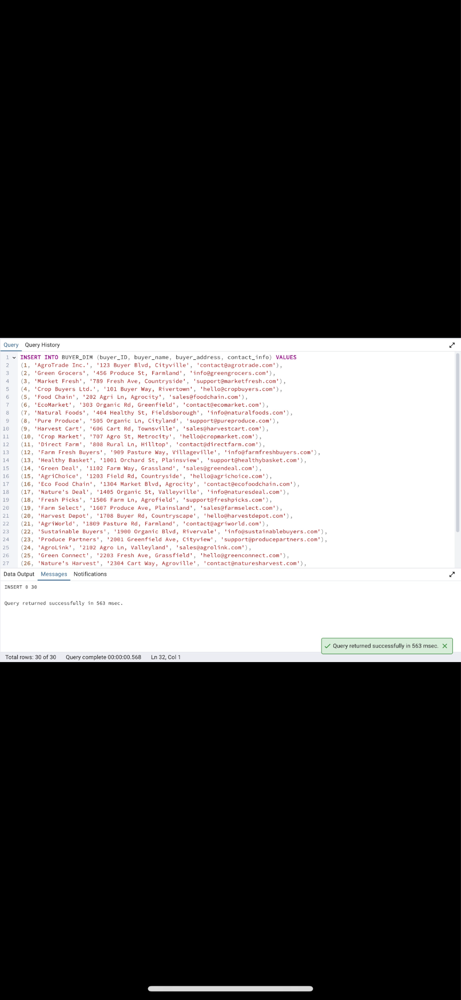 Query Query History
1 INSERT INTO BUYER_DIM (buyer_ID, buyer_name, buyer_address, contact_info) VALUES
2 (1, 'AgroTrade Inc.', '123 Buyer Blvd, Cityville', 'contact@agrotrade.com'),
3 (2, 'Green Grocers', '456 Produce St, Farmland', 'info@greengrocers.com'),
4 (3, 'Market Fresh', '789 Fresh Ave, Countryside', 'support@marketfresh.com'),
5 (4, 'Crop Buyers Ltd.', '101 Buyer Way, Rivertown', 'hello@cropbuyers.com'),
6 (5, 'Food Chain', '202 Agri Ln, Agrocity', 'sales@foodchain.com'),
7 (6, 'EcoMarket', '303 Organic Rd, Greenfield', 'contact@ecomarket.com'),
8 (7, 'Natural Foods', '404 Healthy St, Fieldsborough', 'info@naturalfoods.com'),
9 (8, 'Pure Produce', '505 Organic Ln, Cityland', 'support@pureproduce.com'),
10 (9, 'Harvest Cart', '606 Cart Rd, Townsville', 'sales@harvestcart.com'),
11 (10, 'Crop Market', '707 Agro St, Metrocity', 'hello@cropmarket.com'),
12 (11, 'Direct Farm', '808 Rural Ln, Hilltop', 'contact@directfarm.com'),
13 (12, 'Farm Fresh Buyers', '909 Pasture Way, Villageville', 'info@farmfreshbuyers.com'),
14 (13, 'Healthy Basket', '1001 Orchard St, Plainsview', 'support@healthybasket.com'),
15 (14, 'Green Deal', '1102 Farm Way, Grassland', 'sales@greendeal.com'),
16 (15, 'AgriChoice', '1203 Field Rd, Countryside', 'hello@agrichoice.com'),
17 (16, 'Eco Food Chain', '1304 Market Blvd, Agrocity', 'contact@ecofoodchain.com'),
18 (17, 'Nature’s Deal', '1405 Organic St, Valleyville', 'info@naturesdeal.com'),
19 (18, 'Fresh Picks', '1506 Farm Ln, Agrofield', 'support@freshpicks.com'),
20 (19, 'Farm Select', '1607 Produce Ave, Plainsland', 'sales@farmselect.com'),
21 (20, 'Harvest Depot', '1708 Buyer Rd, Countryscape', 'hello@harvestdepot.com'),
22 (21, 'AgriWorld', '1809 Pasture Rd, Farmland', 'contact@agriworld.com'),
23 (22, 'Sustainable Buyers', '1900 Organic Blvd, Rivervale', 'info@sustainablebuyers.com'),
24 (23, 'Produce Partners', '2001 Greenfield Ave, Cityview', 'support@producepartners.com'),
25 (24, 'AgroLink', '2102 Agro Ln, Valleyland', 'sales@agrolink.com'),
26 (25, 'Green Connect', '2203 Fresh Ave, Grassfield', 'hello@greenconnect.com'),
27 (26, 'Nature’s Harvest', '2304 Cart Way, Agroville', 'contact@naturesharvest.com'),
Data Output Messages Notifications
INSERT 0 30
Query returned successfully in 563 msec.
Query returned successfully in 563 msec.
Total rows: 30 of 30 Query complete 00:00:00.568 Ln 32, Col 1